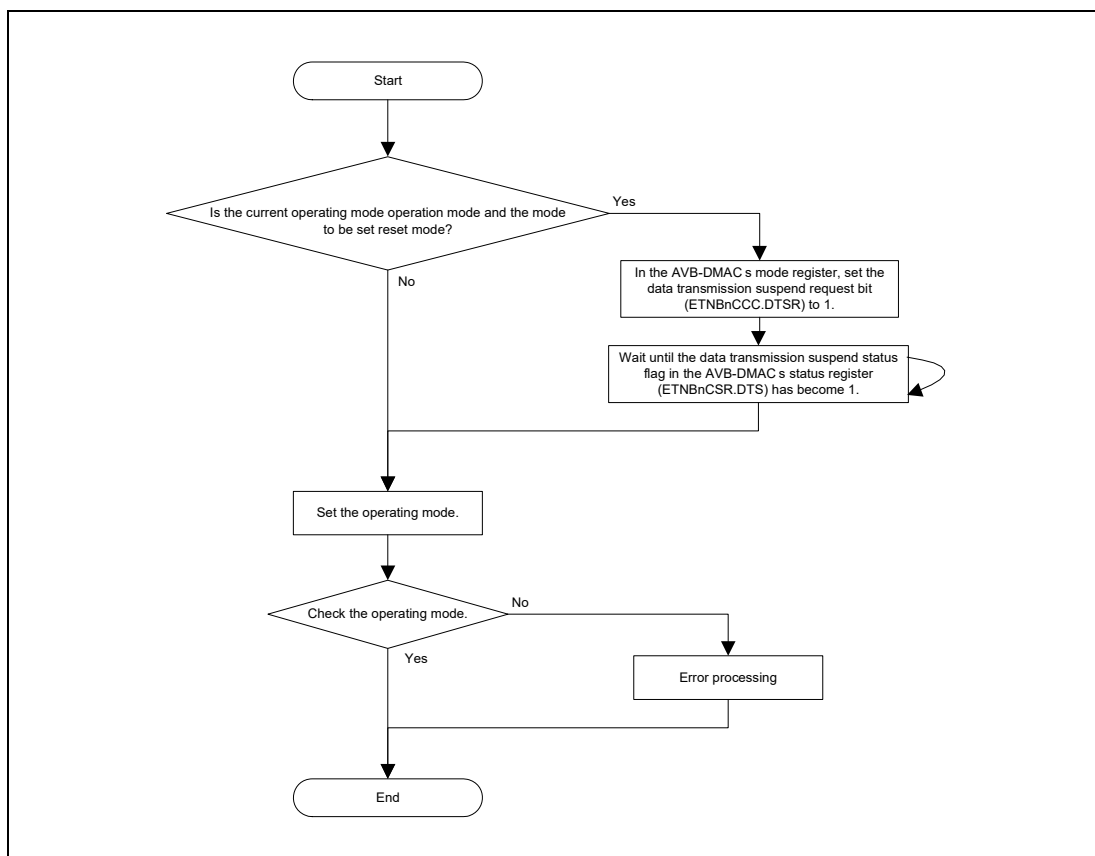 Start
Is the current operating mode operation mode and the mode
to be set reset mode?
Yes
No
In the AVB-DMAC s mode register, set the
data transmission suspend request bit
(ETNBnCCC.DTSR) to 1.
Wait until the data transmission suspend status
flag in the AVB-DMAC s status register
(ETNBnCSR.DTS) has become 1.
Set the operating mode.
Check the operating mode.
No
Yes
Error processing
End